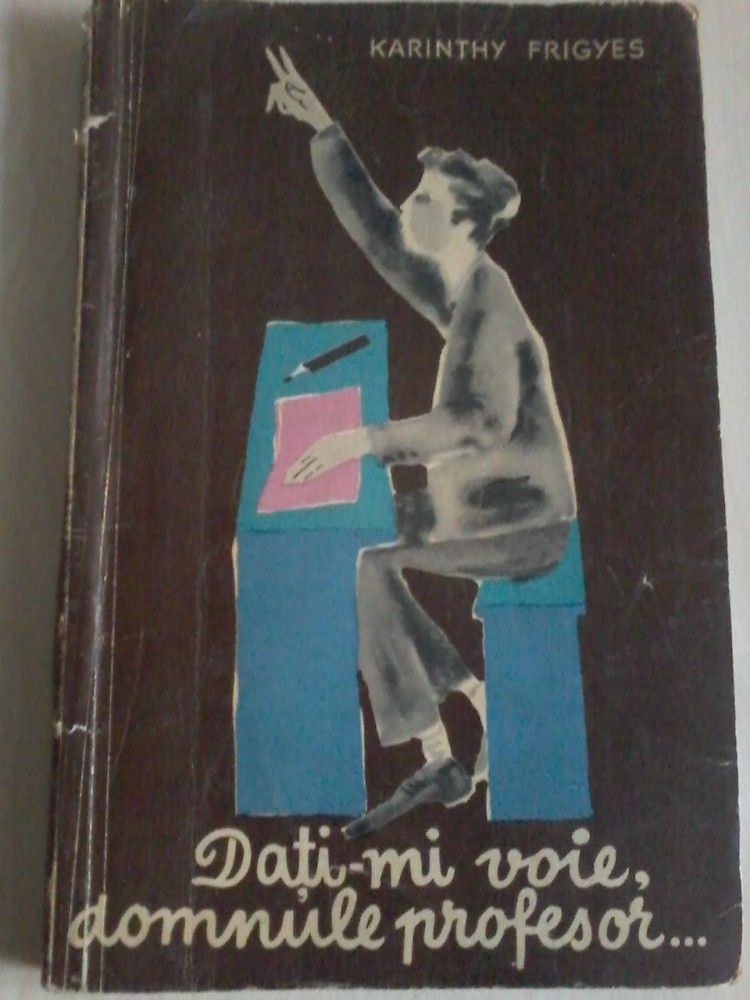 KARINTHY FRIGYES
Dați-mi voie,
domnule profesor...